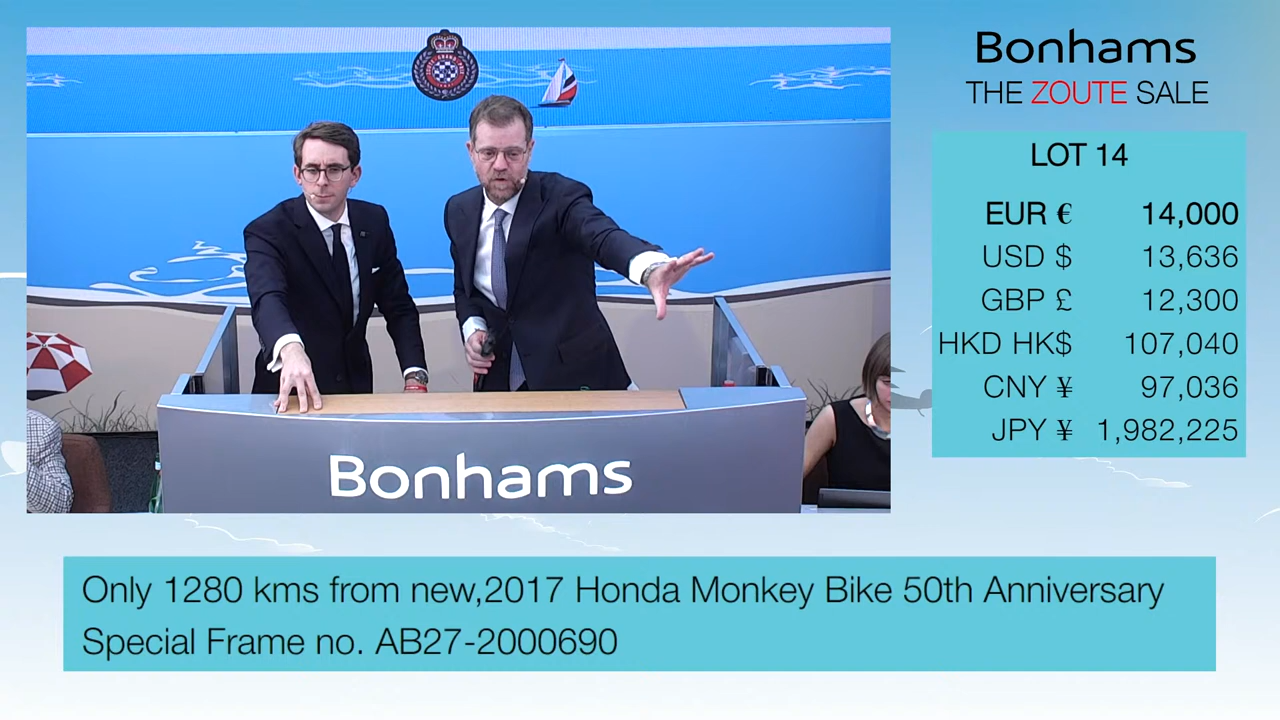 Bonhams
THE ZOUTE SALE
LOT 14
EUR € 14,000
USD $ 13,636
GBP £ 12,300
HKD HK$ 107,040
CNY ¥ 97,036
JPY ¥ 1,982,225
Bonhams
Only 1280 kms from new,2017 Honda Monkey Bike 50th Anniversary
Special Frame no. AB27-2000690